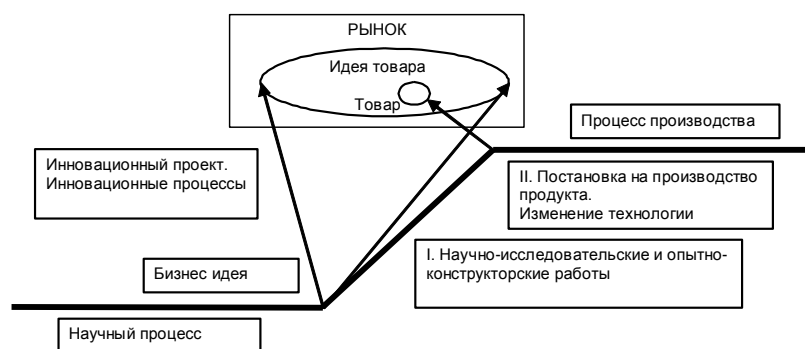 РЫНОК
Идея товара
Товар
Процесс производства
Инновационный проект.
Инновационные процессы
II. Постановка на производство
продукта.
Изменение технологии
I. Научно-исследовательские и опытно-
конструкторские работы
Бизнес идея
Научный процесс